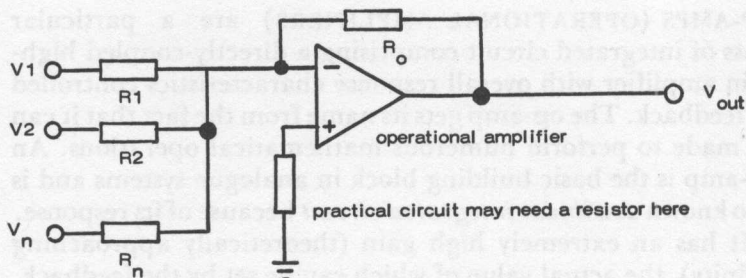 V1
R1
V2
R2
Vn
Rn
Ro
+
operational amplifier
practical circuit may need a resistor here
v out